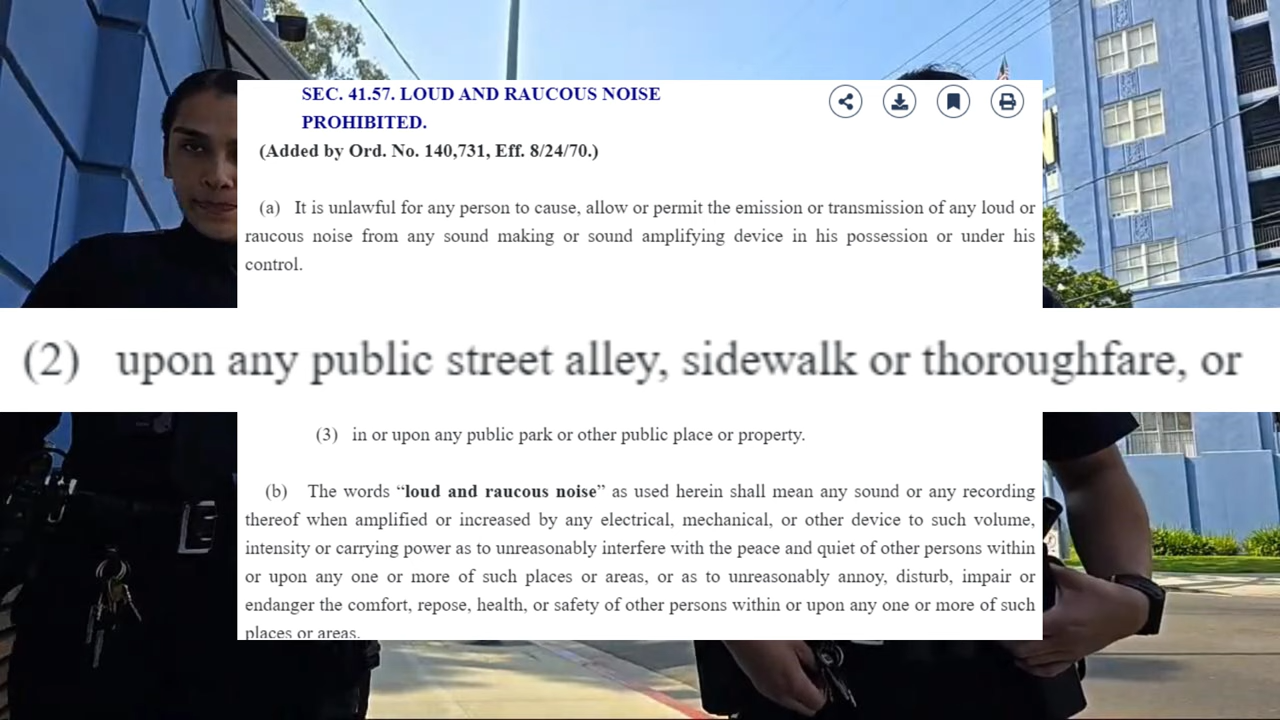 SEC. 41.57. LOUD AND RAUCOUS NOISE
PROHIBITED.
(Added by Ord. No. 140,731, Eff. 8/24/70.)
(a) It is unlawful for any person to cause, allow or permit the emission or transmission of any loud or
raucous noise from any sound making or sound amplifying device in his possession or under his
control.
(2) upon any public street alley, sidewalk or thoroughfare, or
(3) in or upon any public park or other public place or property.
(b) The words “loud and raucous noise” as used herein shall mean any sound or any recording
thereof when amplified or increased by any electrical, mechanical, or other device to such volume,
intensity or carrying power as to unreasonably interfere with the peace and quiet of other persons within
or upon any one or more of such places or areas, or as to unreasonably annoy, disturb, impair or
endanger the comfort, repose, health, or safety of other persons within or upon any one or more of such
places or areas.